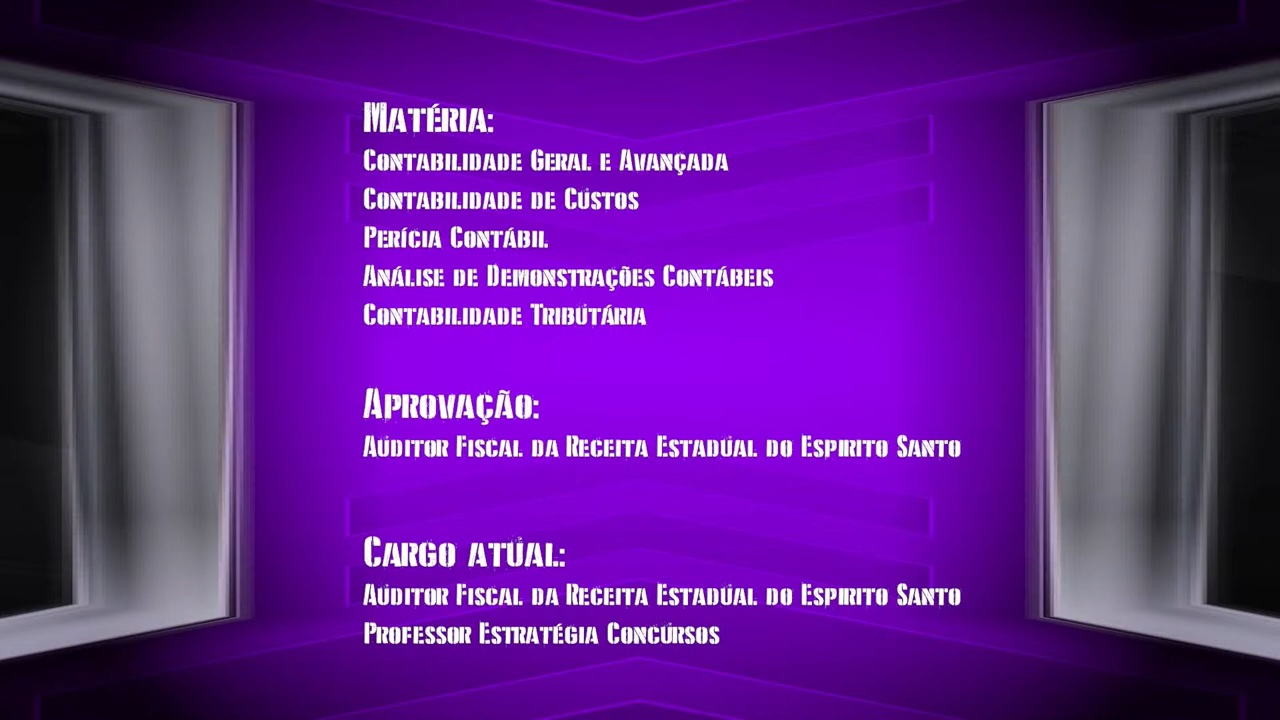 Matéria:
Contabilidade Geral e Avançada
Contabilidade de Custos
Perícia Contábil
Análise de Demonstrações Contábeis
Contabilidade Tributária
Aprovação:
Auditor Fiscal da Receita Estadual do Espirito Santo
Cargo atual:
Auditor Fiscal da Receita Estadual do Espirito Santo
Professor Estratégia Concursos